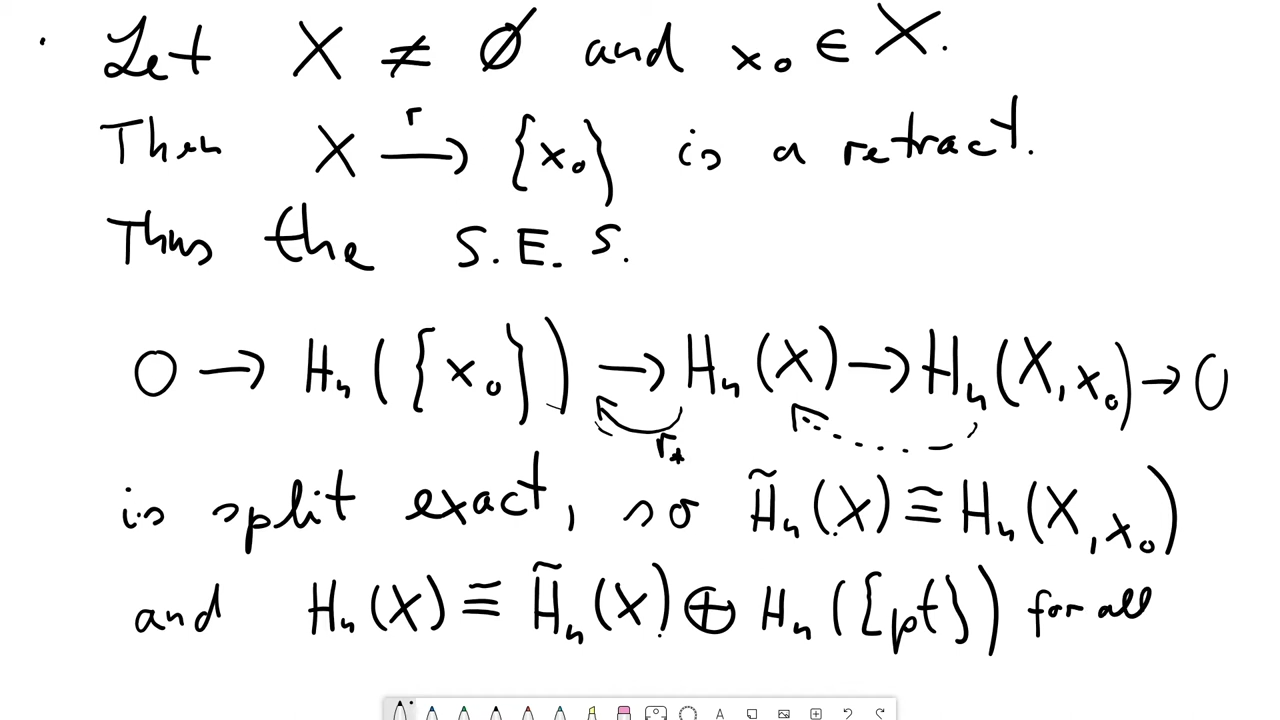 · Let X ≠ ∅ and x₀ ∈ X.
Then X —r→ {x₀} is a retract.
Thus the S.E.S.
0 → Hₙ({x₀}) → Hₙ(X) → Hₙ(X, x₀) → 0
r_*
is split exact, so H̃ₙ(X) ≅ Hₙ(X, x₀)
and Hₙ(X) ≅ H̃ₙ(X) ⊕ Hₙ({pt}) for all